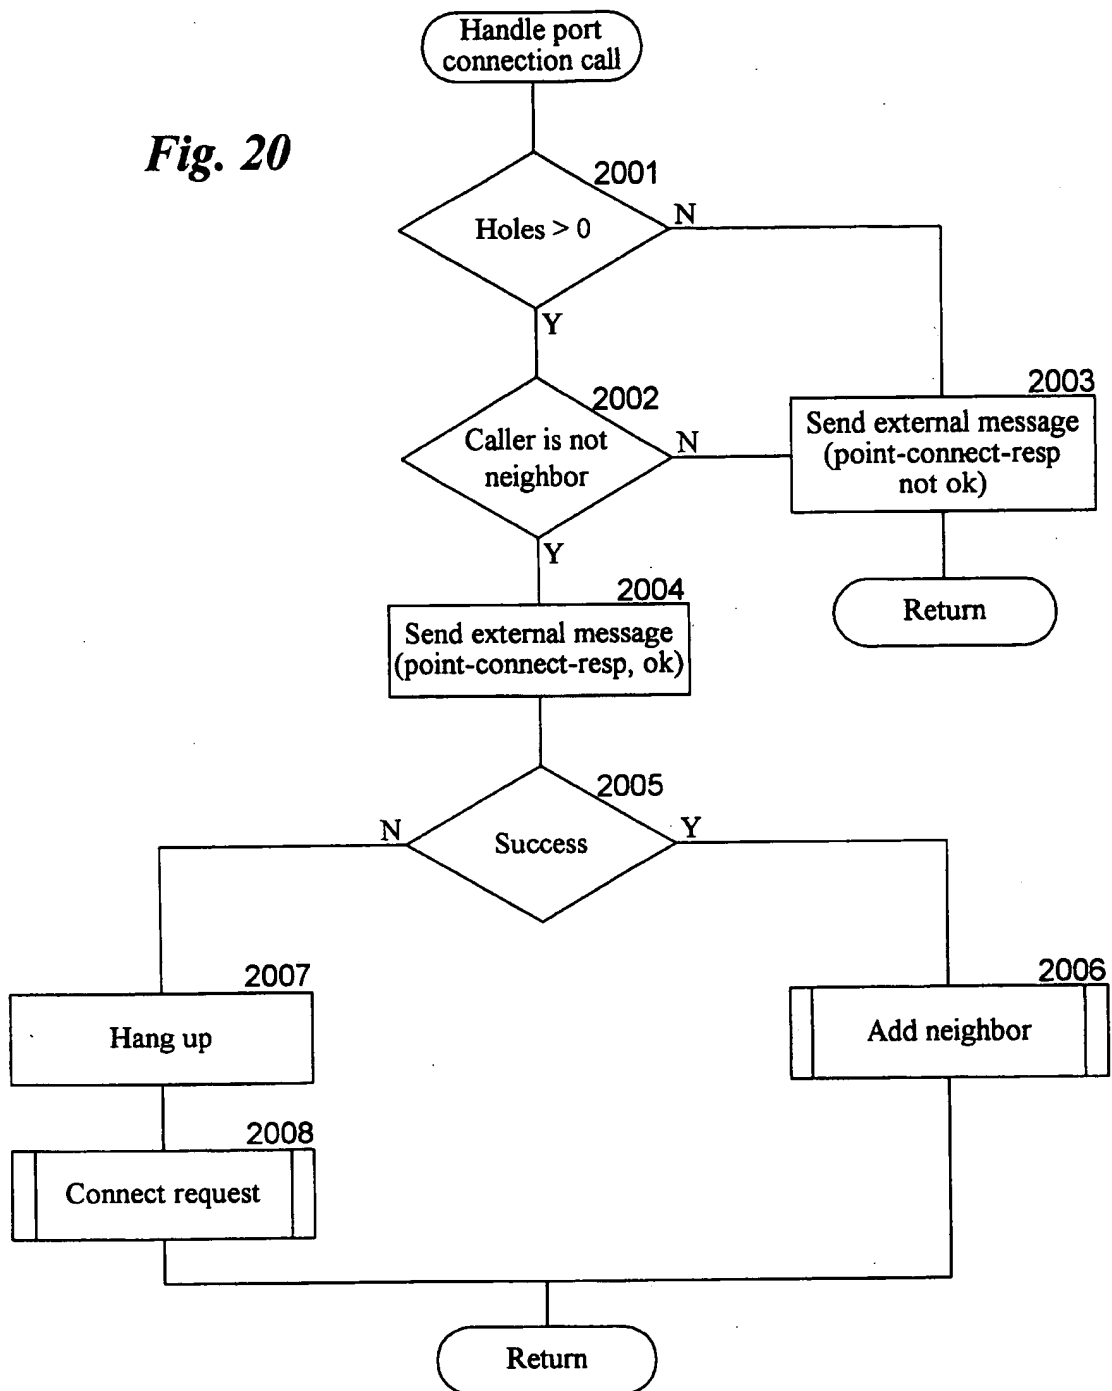 Handle port
connection call
Fig. 20
2001
Holes > 0
N
Y
2002
Caller is not
neighbor
N
Y
2003
Send external message
(point-connect-resp
not ok)
Return
2004
Send external message
(point-connect-resp, ok)
2005
Success
N
Y
2007
Hang up
2006
Add neighbor
2008
Connect request
Return